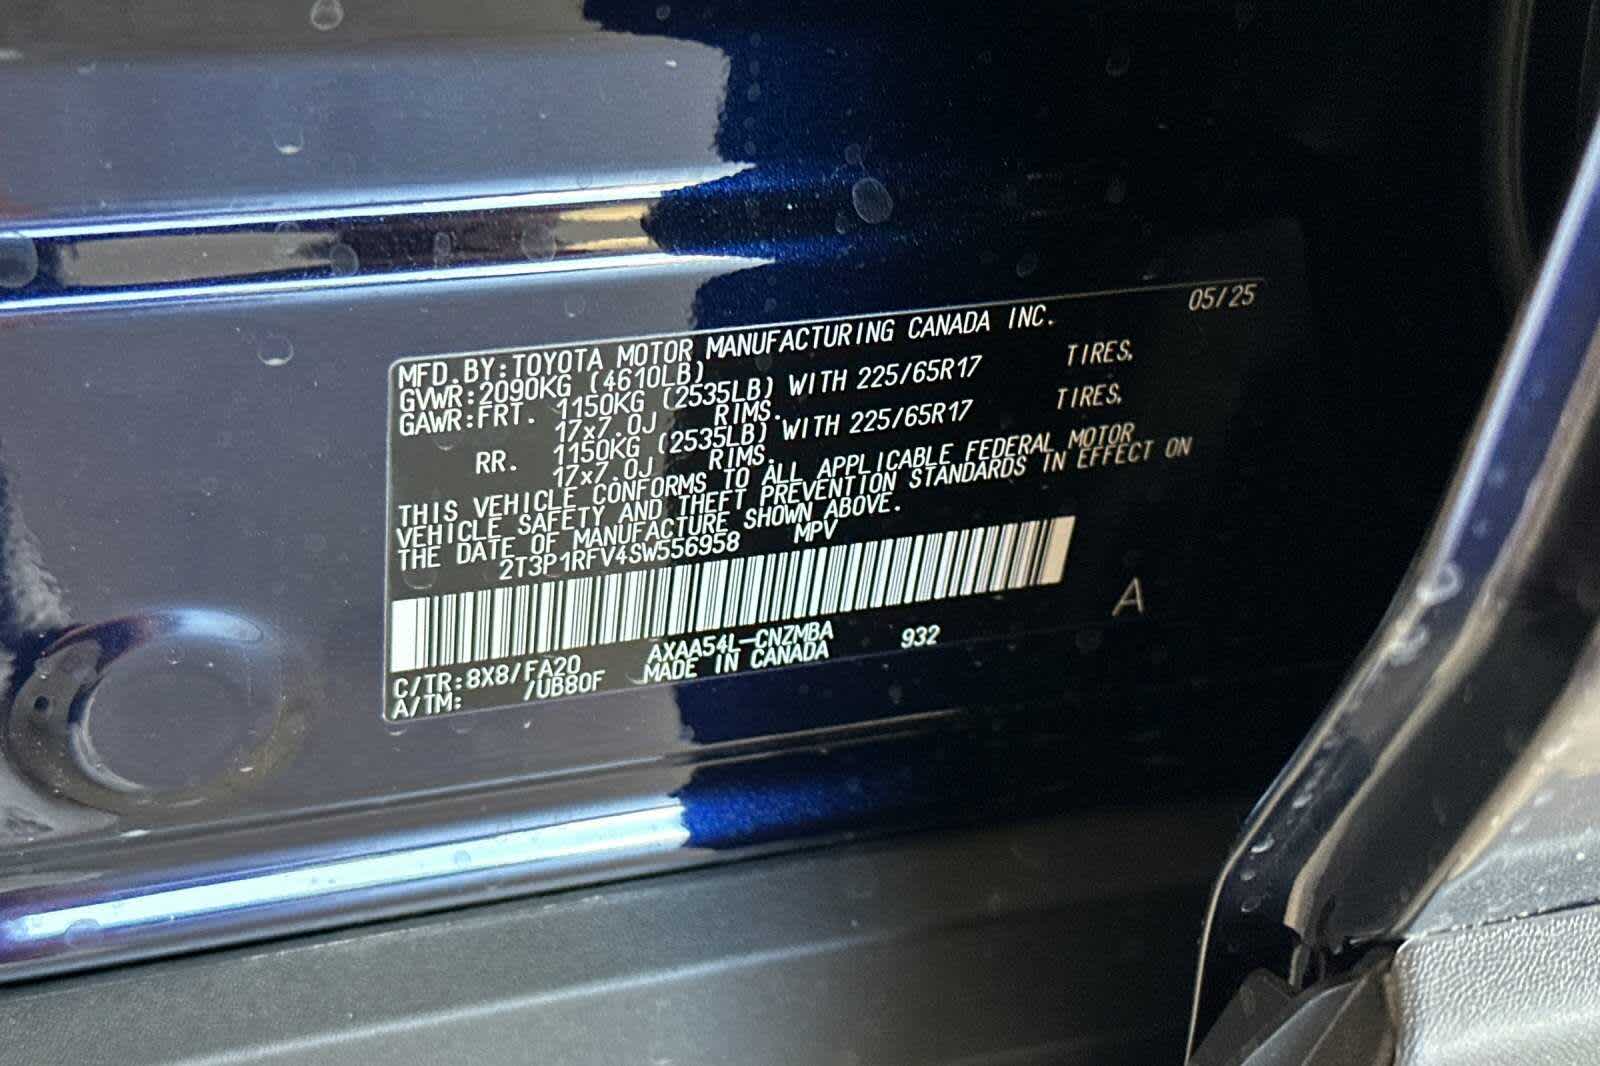 05/25
MFD.BY:TOYOTA MOTOR MANUFACTURING CANADA INC.
GVWR:2090KG (4610LB)
GAWR:FRT. 1150KG (2535LB) WITH 225/65R17 TIRES,
17x7.0J RIMS.
RR. 1150KG (2535LB) WITH 225/65R17 TIRES,
17x7.0J RIMS.
THIS VEHICLE CONFORMS TO ALL APPLICABLE FEDERAL MOTOR
VEHICLE SAFETY AND THEFT PREVENTION STANDARDS IN EFFECT ON
THE DATE OF MANUFACTURE SHOWN ABOVE.
2T3P1RFV4SW556958 MPV
A
C/TR:8X8/FA20 AXAA54L-CNZMBA 932
A/TM: /UB80F MADE IN CANADA